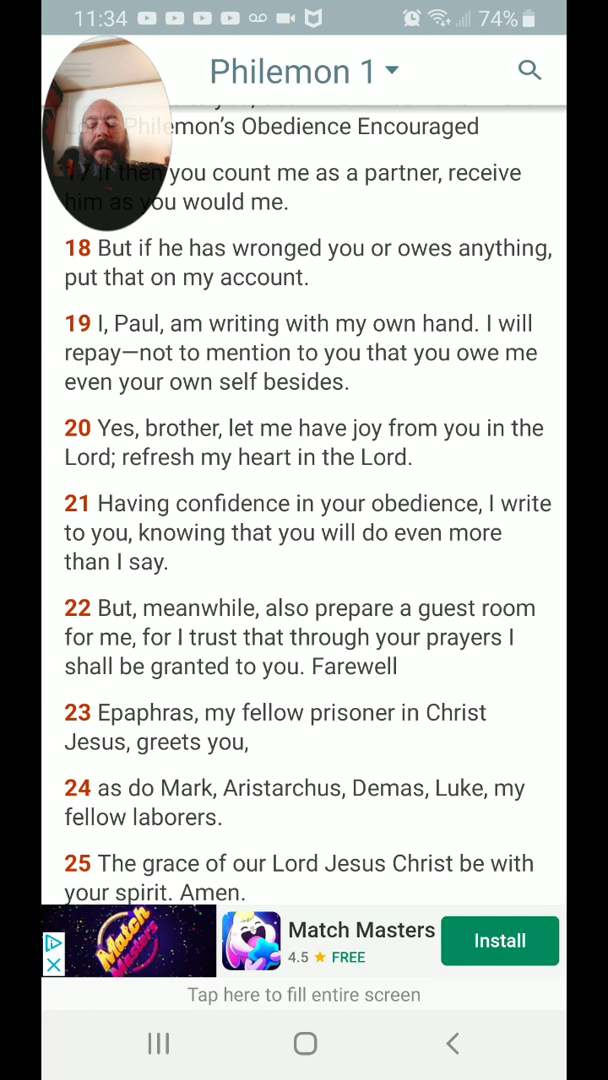 11:34
74%
Philemon 1
Philemon's Obedience Encouraged
17 If then you count me as a partner, receive
him as you would me.
18 But if he has wronged you or owes anything,
put that on my account.
19 I, Paul, am writing with my own hand. I will
repay—not to mention to you that you owe me
even your own self besides.
20 Yes, brother, let me have joy from you in the
Lord; refresh my heart in the Lord.
21 Having confidence in your obedience, I write
to you, knowing that you will do even more
than I say.
22 But, meanwhile, also prepare a guest room
for me, for I trust that through your prayers I
shall be granted to you. Farewell
23 Epaphras, my fellow prisoner in Christ
Jesus, greets you,
24 as do Mark, Aristarchus, Demas, Luke, my
fellow laborers.
25 The grace of our Lord Jesus Christ be with
your spirit. Amen.
Match
Masters
Match Masters
4.5 ★ FREE
Install
Tap here to fill entire screen